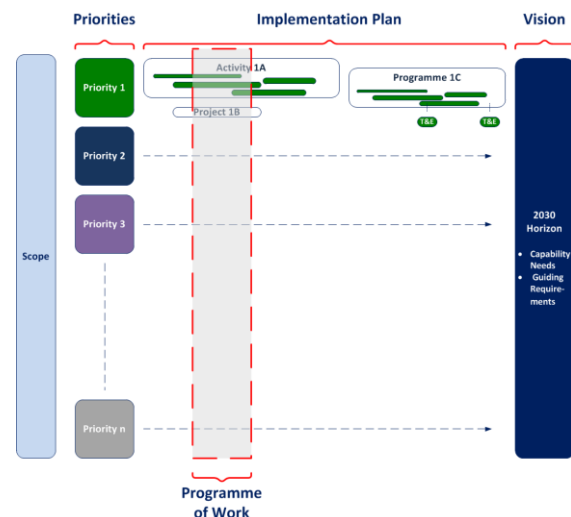 Priorities
Implementation Plan
Vision
Activity 1A
Priority 1
Programme 1C
Project 1B
T&E
T&E
Priority 2
Priority 3
2030
Horizon
• Capability
Needs
• Guiding
Require-
ments
Scope
Priority n
Programme
of Work